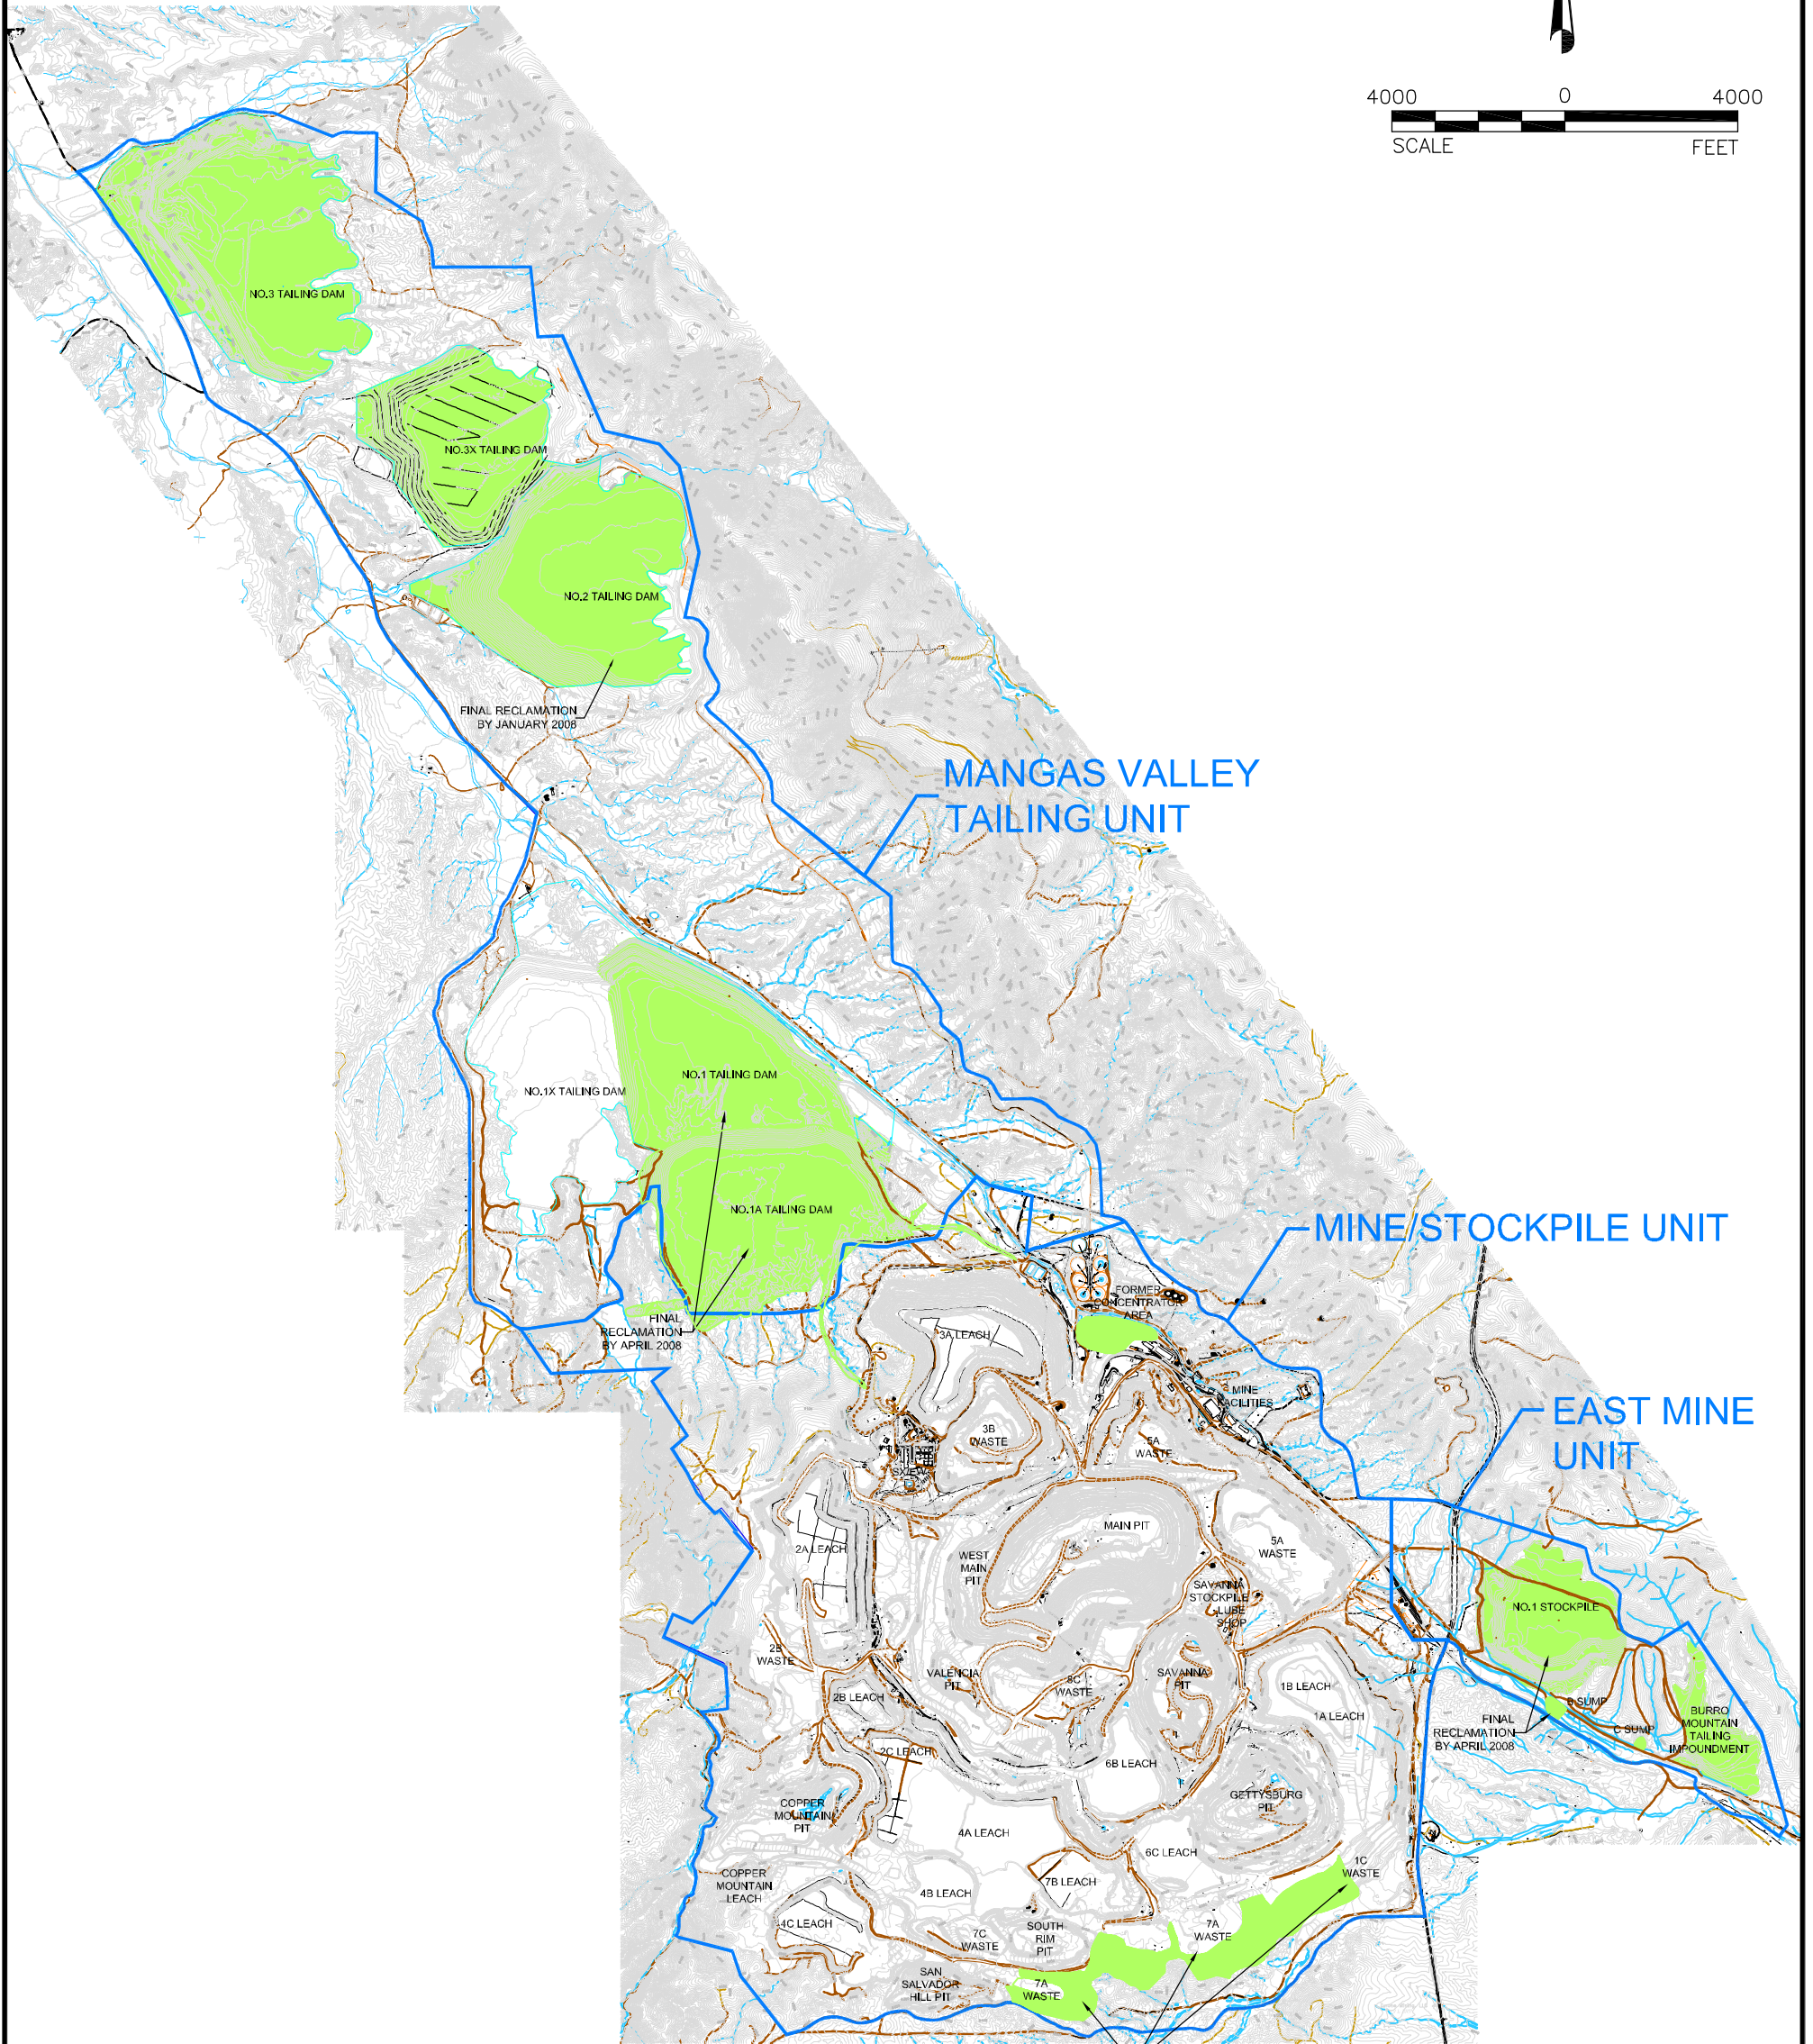 4000 0 4000
SCALE FEET
NO.3 TAILING DAM
NO.3X TAILING DAM
NO.2 TAILING DAM
FINAL RECLAMATION
BY JANUARY 2008
MANGAS VALLEY
TAILING UNIT
NO.1 TAILING DAM
NO.1X TAILING DAM
NO.1A TAILING DAM
MINE/STOCKPILE UNIT
FINAL
RECLAMATION
BY APRIL 2008
FORMER
CONCENTRATOR
AREA
3A LEACH
MINE
FACILITIES
EAST MINE
UNIT
3B
WASTE
5A
WASTE
SX/EW
MAIN PIT
2A LEACH
WEST
MAIN
PIT
5A
WASTE
SAVANNA
STOCKPILE
LUBE
SHOP
NO.1 STOCKPILE
2B
WASTE
VALENCIA
PIT
8C
WASTE
SAVANNA
PIT
1B LEACH
2B LEACH
1A LEACH
B SUMP
C SUMP
FINAL
RECLAMATION
BY APRIL 2008
BURRO
MOUNTAIN
TAILING
IMPOUNDMENT
2C LEACH
6B LEACH
GETTYSBURG
PIT
COPPER
MOUNTAIN
PIT
4A LEACH
6C LEACH
1C
WASTE
COPPER
MOUNTAIN
LEACH
4B LEACH
7B LEACH
4C LEACH
7C
WASTE
SOUTH
RIM
PIT
7A
WASTE
SAN
SALVADOR
HILL PIT
7A
WASTE